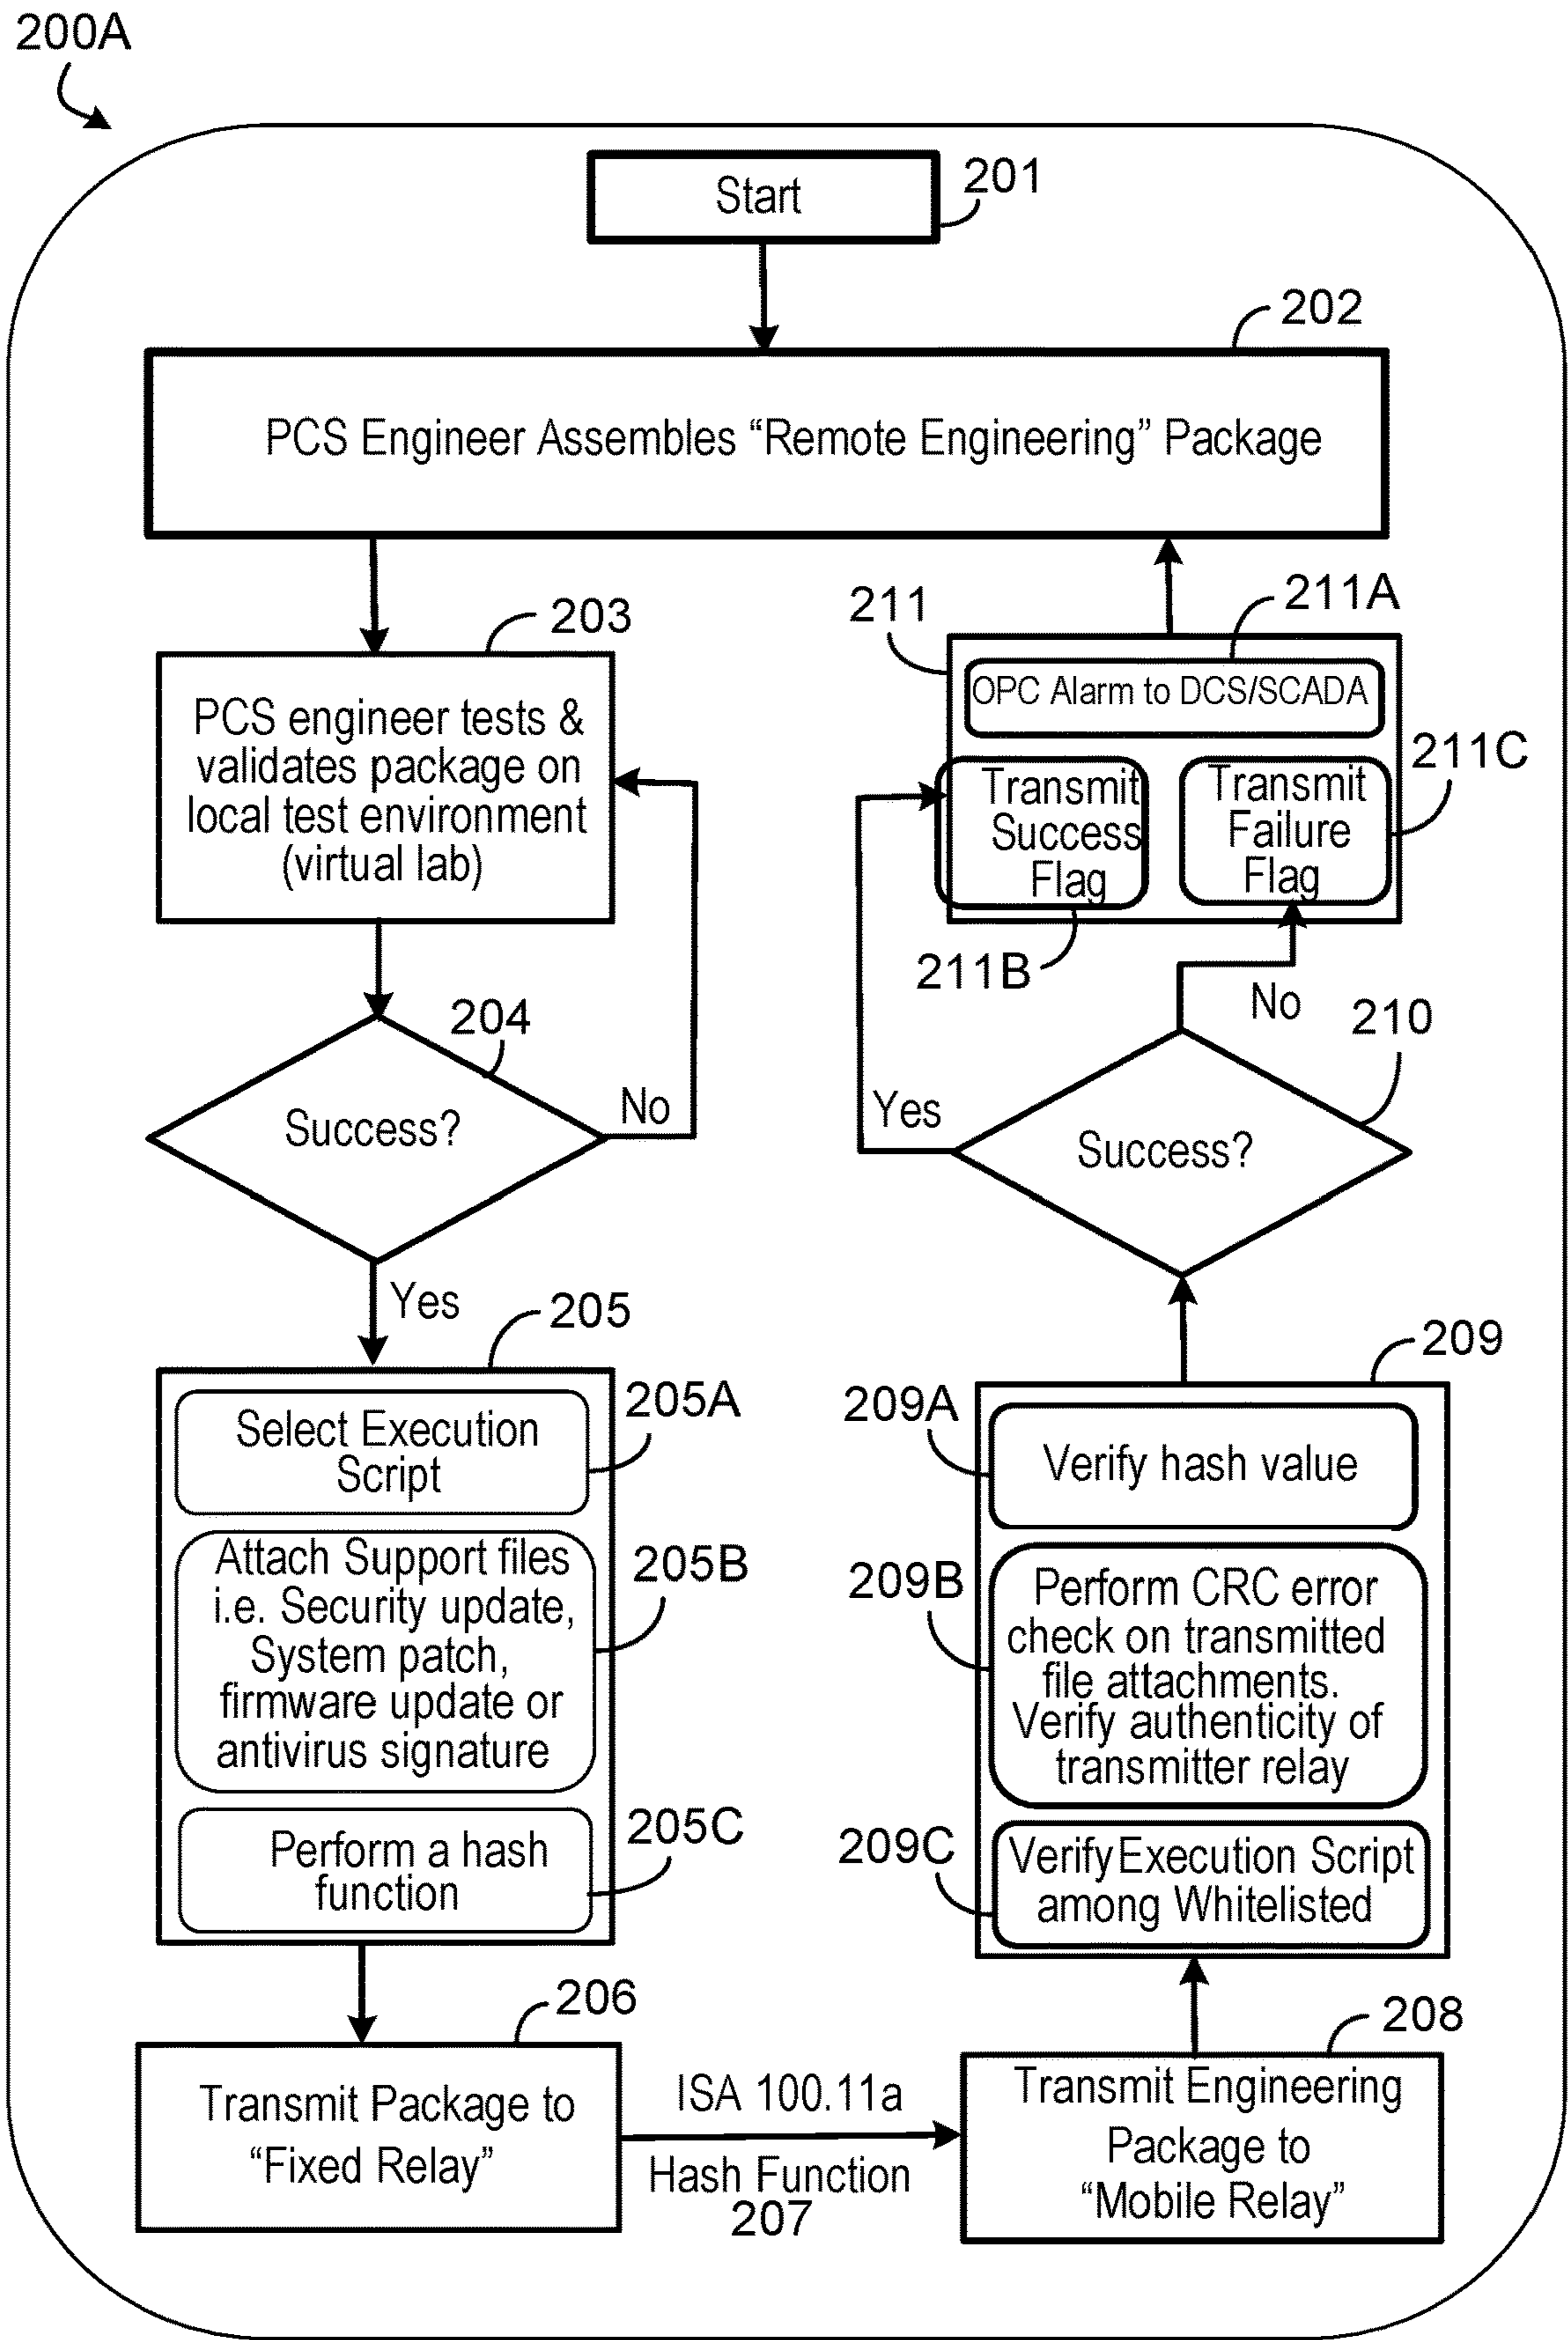 200A
Start
201
202
PCS Engineer Assembles “Remote Engineering” Package
203
PCS engineer tests &
validates package on
local test environment
(virtual lab)
204
Success?
No
Yes
205
Select Execution
Script
205A
Attach Support files
i.e. Security update,
System patch,
firmware update or
antivirus signature
205B
Perform a hash
function
205C
206
Transmit Package to
“Fixed Relay”
ISA 100.11a
Hash Function
207
208
Transmit Engineering
Package to
“Mobile Relay”
209
209A
Verify hash value
209B
Perform CRC error
check on transmitted
file attachments.
Verify authenticity of
transmitter relay
209C
Verify Execution Script
among Whitelisted
210
Success?
Yes
No
211
211A
OPC Alarm to DCS/SCADA
Transmit
Success
Flag
211B
Transmit
Failure
Flag
211C